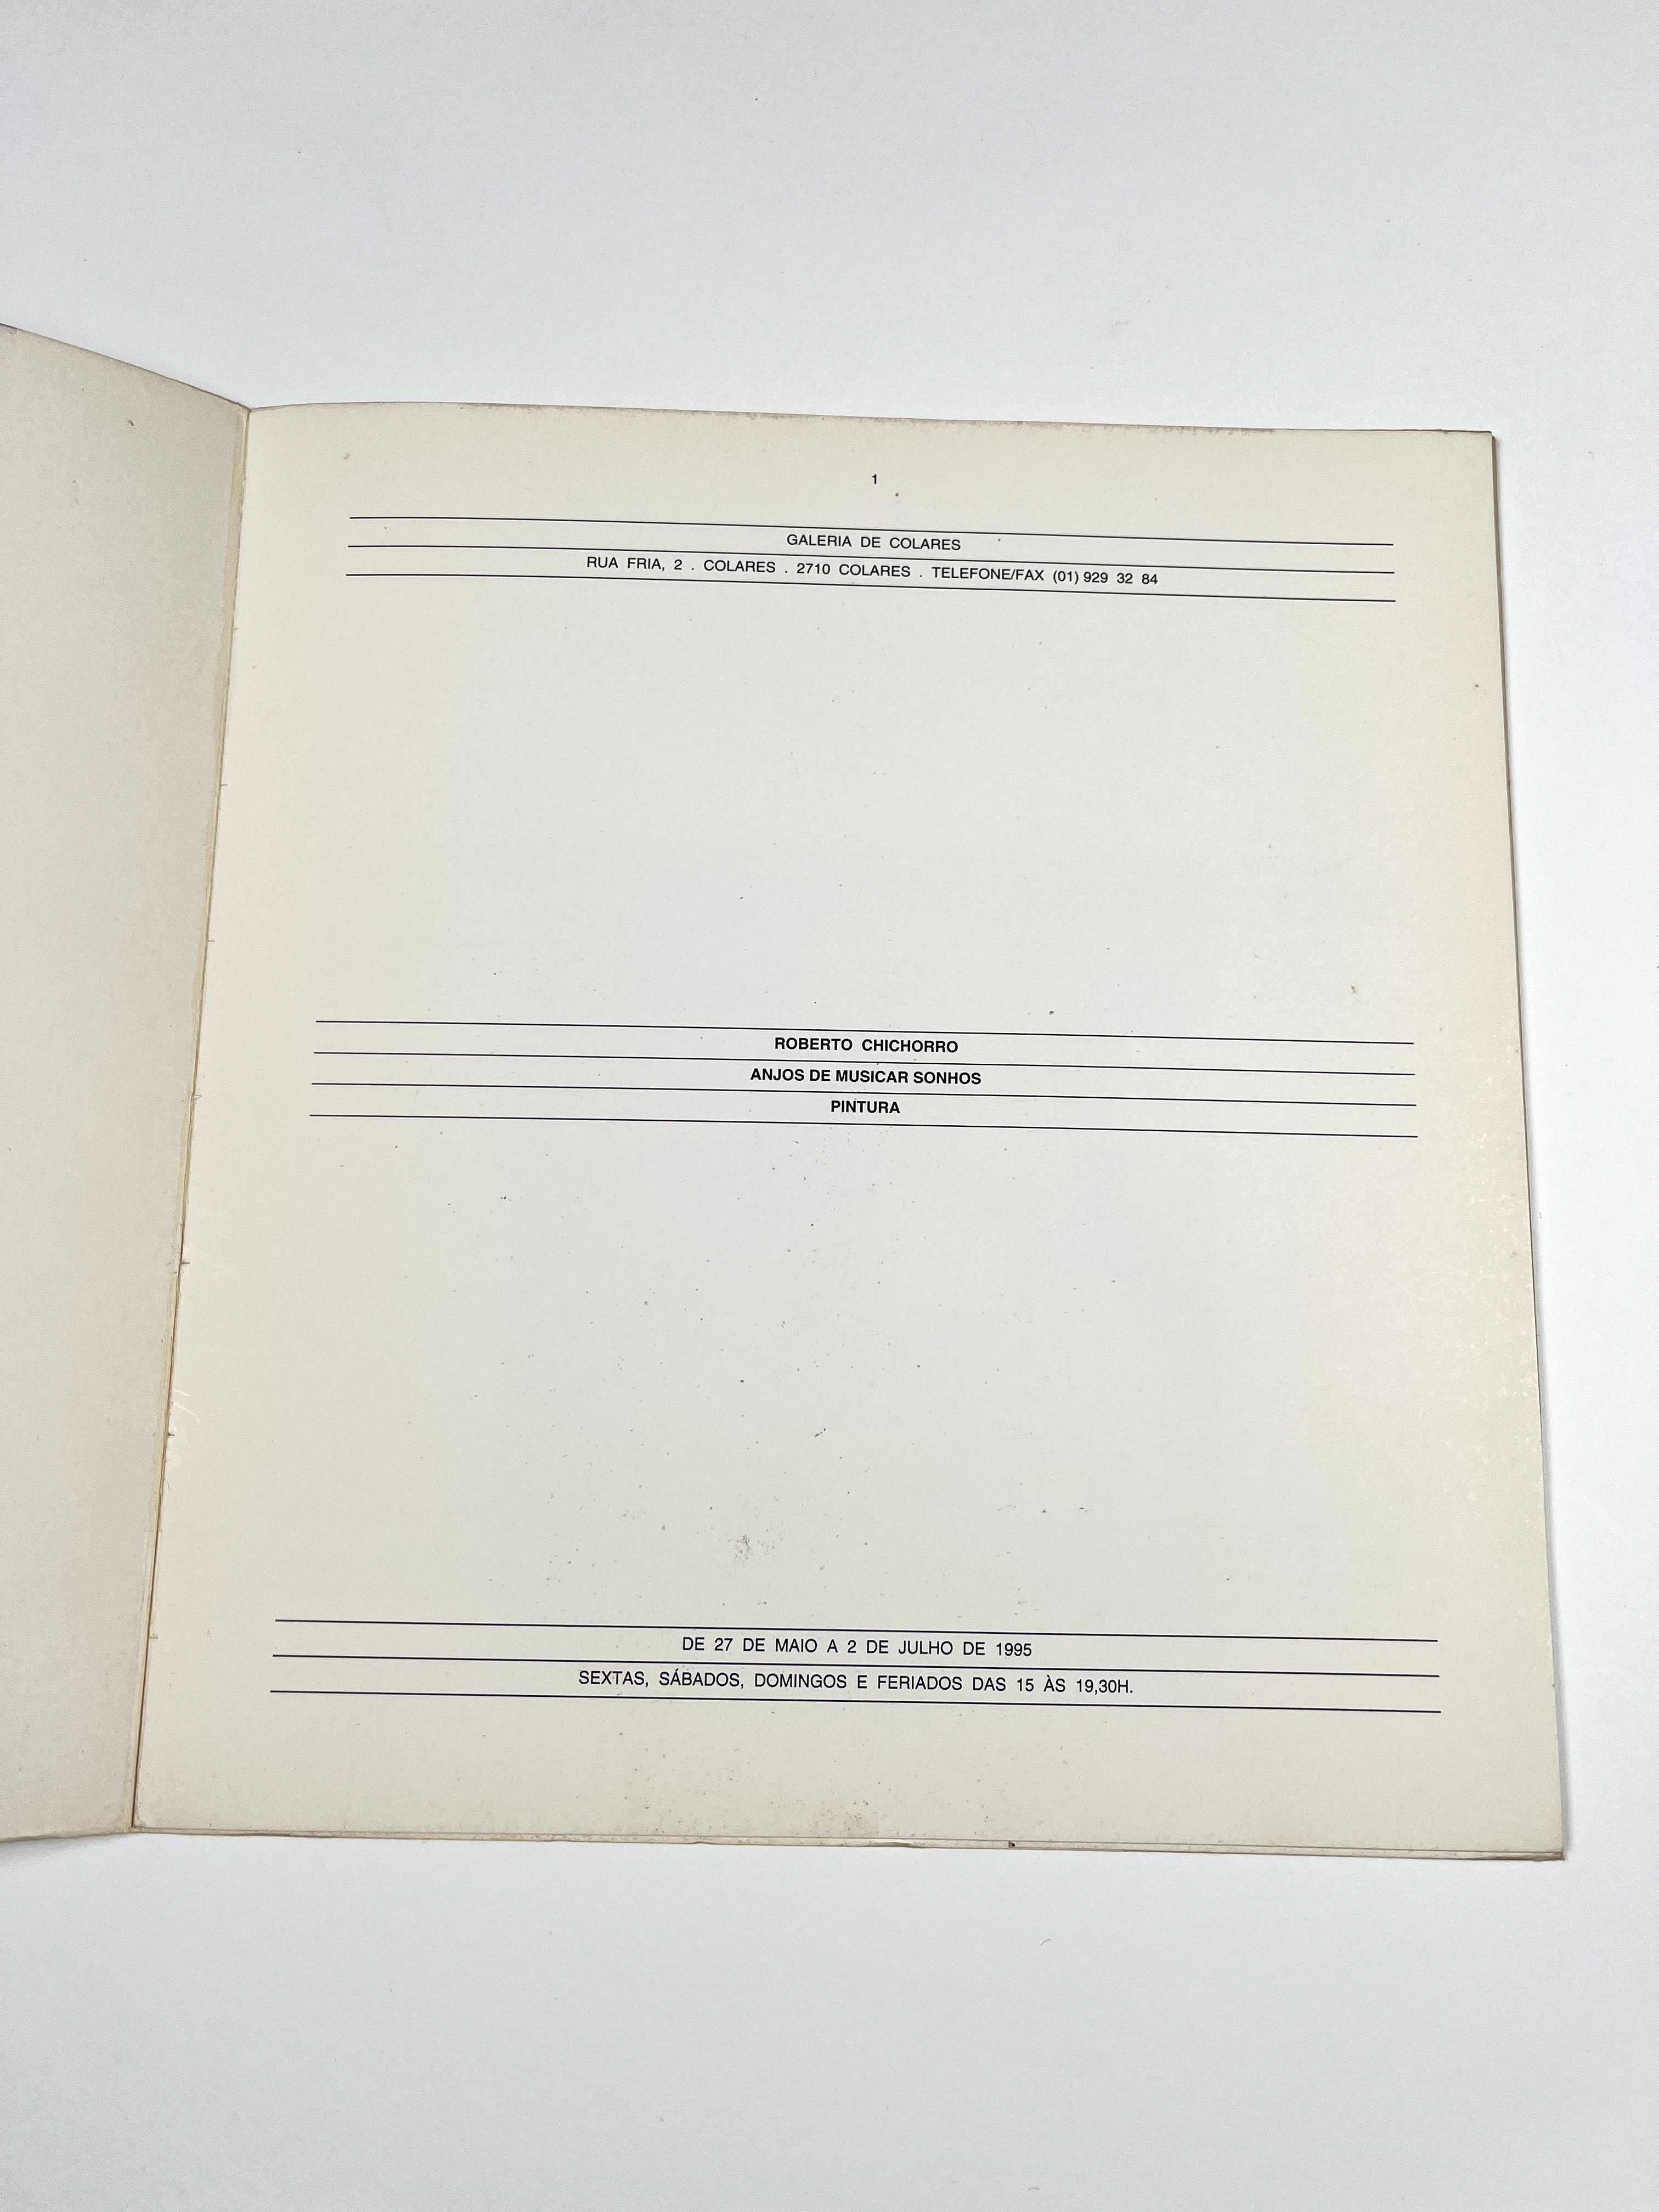 1
GALERIA DE COLARES
RUA FRIA, 2 . COLARES . 2710 COLARES . TELEFONE/FAX (01) 929 32 84
ROBERTO CHICHORRO
ANJOS DE MUSICAR SONHOS
PINTURA
DE 27 DE MAIO A 2 DE JULHO DE 1995
SEXTAS, SÁBADOS, DOMINGOS E FERIADOS DAS 15 ÀS 19,30H.